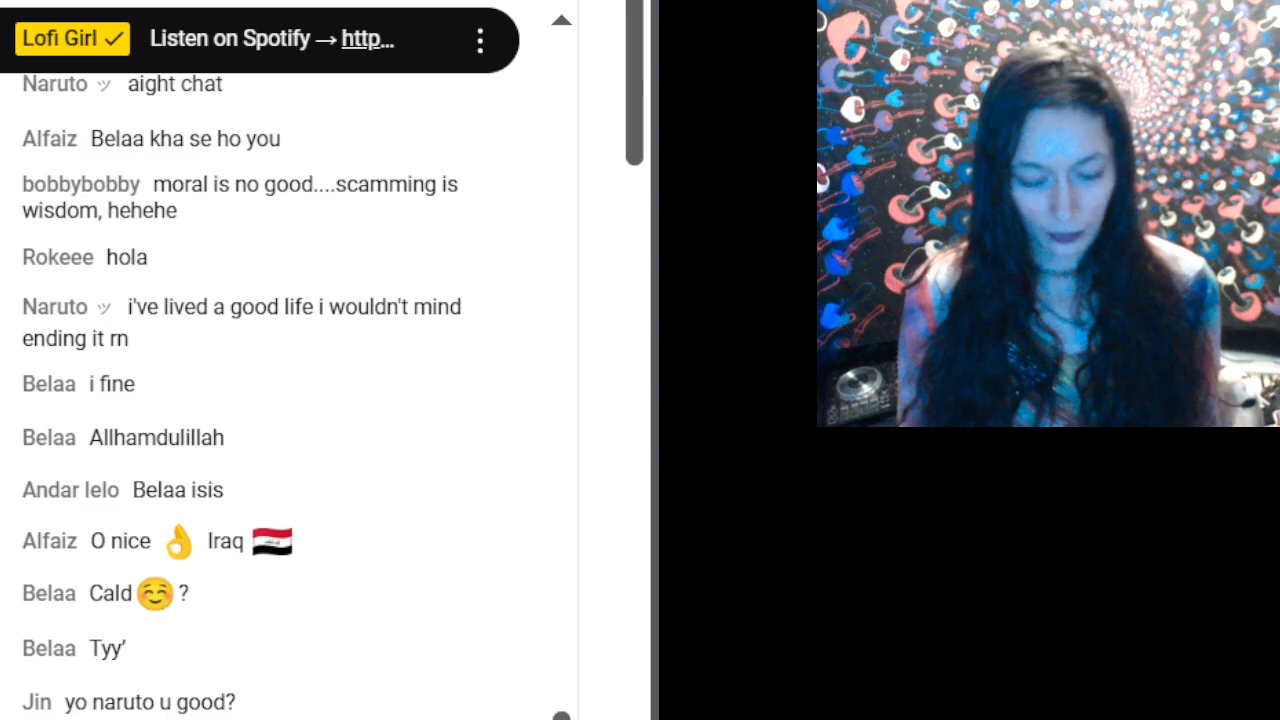 Lofi Girl ✓ Listen on Spotify → http...
Naruto ッ aight chat
Alfaiz Belaa kha se ho you
bobbybobby moral is no good....scamming is
wisdom, hehehe
Rokeee hola
Naruto ッ i've lived a good life i wouldn't mind
ending it rn
Belaa i fine
Belaa Allhamdulillah
Andar lelo Belaa isis
Alfaiz O nice 👌 Iraq 🇮🇶
Belaa Cald☺️?
Belaa Tyy’
Jin yo naruto u good?